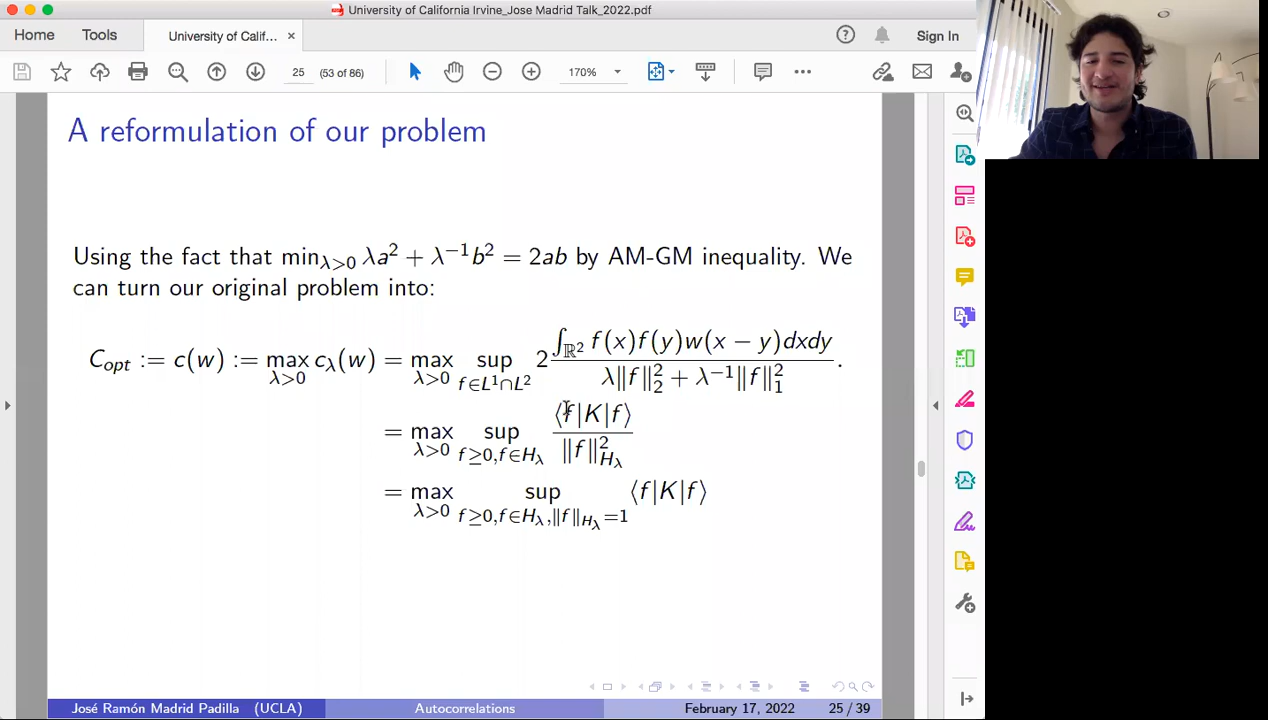 University of California Irvine_Jose Madrid Talk_2022.pdf
Home Tools University of Calif... × Sign In
25 (53 of 86) 170%
A reformulation of our problem
Using the fact that min_{λ>0} λa² + λ⁻¹b² = 2ab by AM-GM inequality. We
can turn our original problem into:
C_{opt} := c(w) := max_{λ>0} c_λ(w) = max_{λ>0} sup_{f∈L¹∩L²} 2 ∫_{ℝ²} f(x)f(y)w(x − y)dxdy / λ‖f‖₂² + λ⁻¹‖f‖₁² .
= max_{λ>0} sup_{f≥0,f∈H_λ} ⟨f|K|f⟩ / ‖f‖²_{H_λ}
= max_{λ>0} sup_{f≥0,f∈H_λ,‖f‖_{H_λ}=1} ⟨f|K|f⟩
José Ramón Madrid Padilla (UCLA) Autocorrelations February 17, 2022 25 / 39